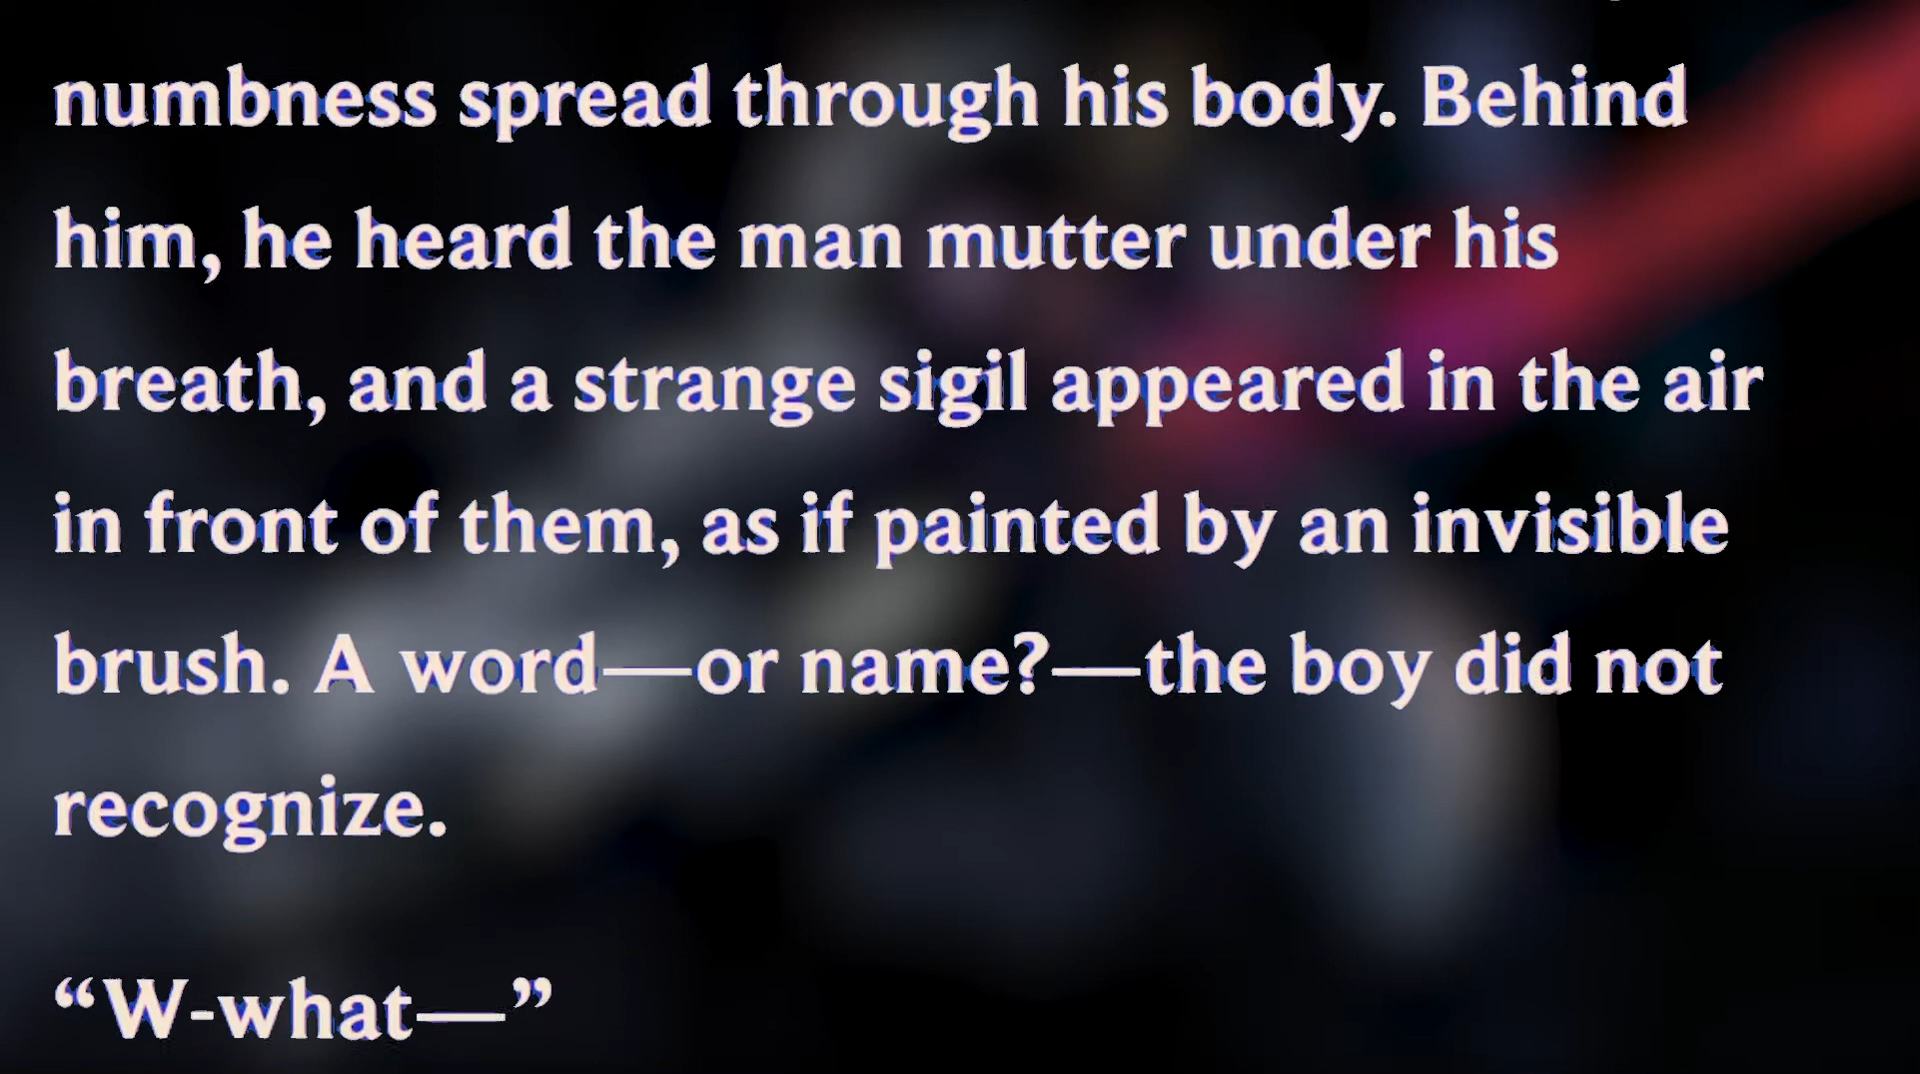 numbness spread through his body. Behind
him, he heard the man mutter under his
breath, and a strange sigil appeared in the air
in front of them, as if painted by an invisible
brush. A word—or name?—the boy did not
recognize.
“W-what—”